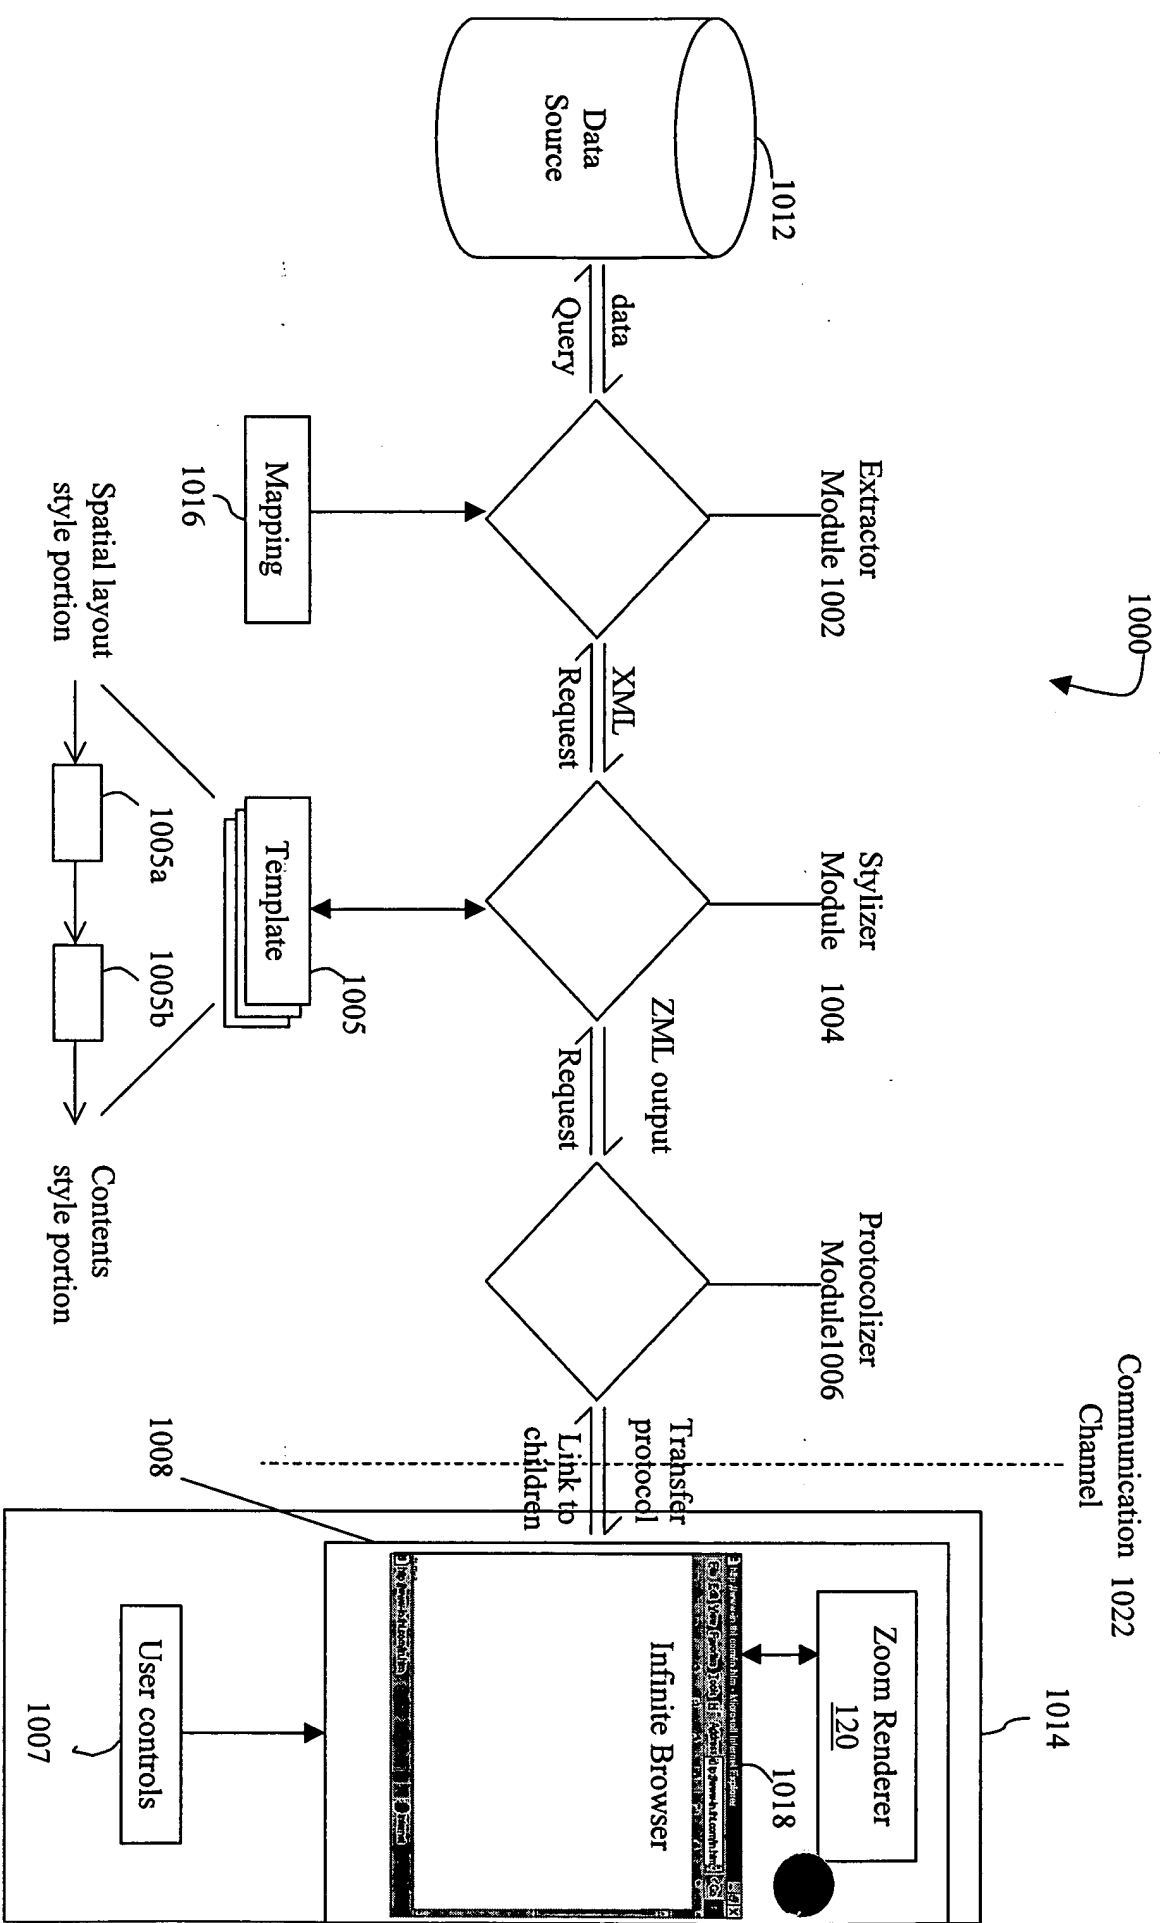 1000
Communication 1022
Channel
1014
Extractor
Module 1002
Stylizer
Module 1004
Protocolizer
Module1006
1012
Data
Source
data
Query
XML
Request
ZML output
Request
Transfer
protocol
Link to
children
Zoom Renderer
120
1018
Infinite Browser
Mapping
1016
Template
1005
1008
User controls
1007
Spatial layout
style portion
1005a
1005b
Contents
style portion